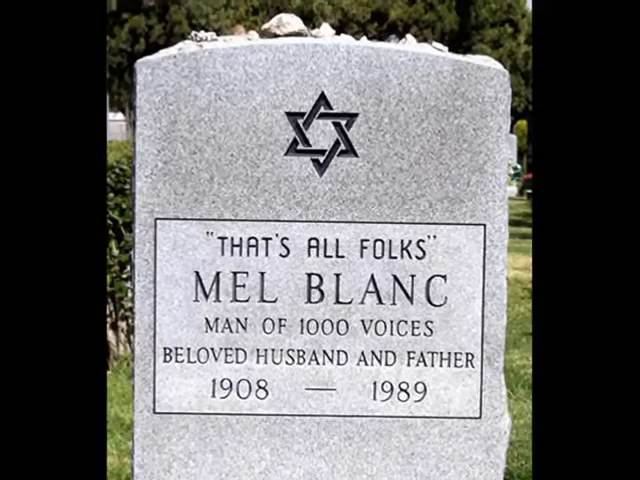 "THAT'S ALL FOLKS"
MEL BLANC
MAN OF 1000 VOICES
BELOVED HUSBAND AND FATHER
1908 — 1989